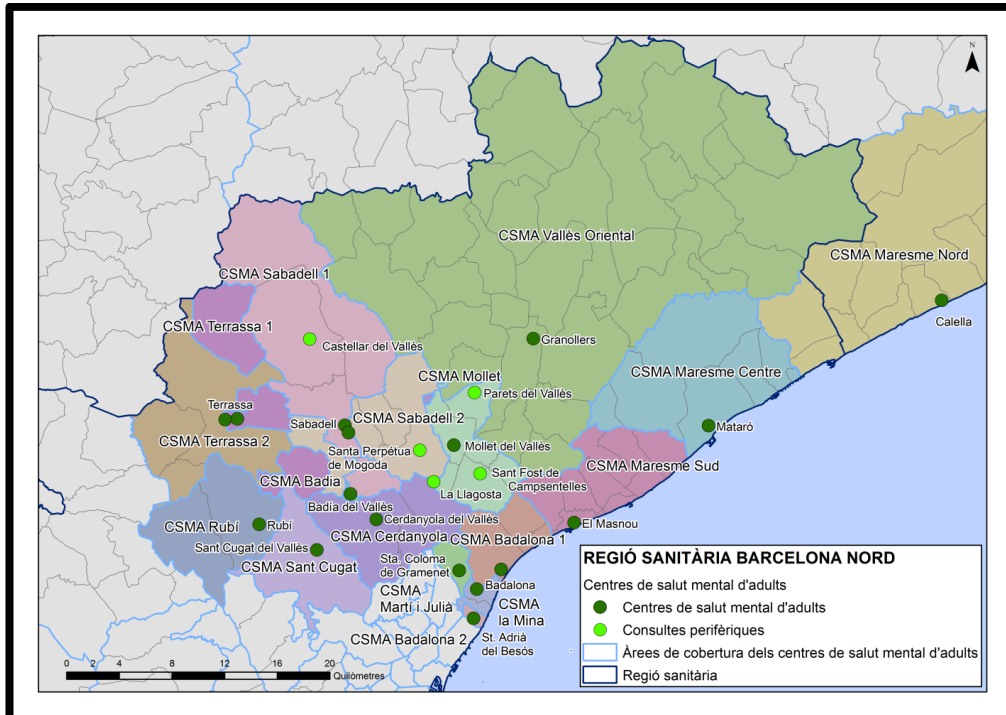 N
CSMA Vallès Oriental
CSMA Maresme Nord
CSMA Sabadell 1
Calella
CSMA Terrassa 1
Castellar del Vallès
Granollers
CSMA Mollet
CSMA Maresme Centre
Parets del Vallès
Terrassa
Sabadell
CSMA Sabadell 2
Mataró
CSMA Terrassa 2
Santa Perpétua
de Mogoda
Mollet del Vallès
CSMA Maresme Sud
CSMA Badia
Sant Fost de
Campsentelles
La Llagosta
Badía del Vallès
CSMA Rubí
Rubí
Cerdanyola del Vallès
El Masnou
CSMA Cerdanyola
CSMA Badalona 1
Sant Cugat del Vallès
CSMA Sant Cugat
Sta. Coloma
de Gramenet
Badalona
CSMA
Martí i Julià
CSMA
la Mina
CSMA Badalona 2
St. Adrià
del Besós
REGIÓ SANITÀRIA BARCELONA NORD
Centres de salut mental d'adults
Centres de salut mental d'adults
Consultes perifèriques
Àrees de cobertura dels centres de salut mental d'adults
Regió sanitària
0 2 4 8 12 16 20
Quilòmetres